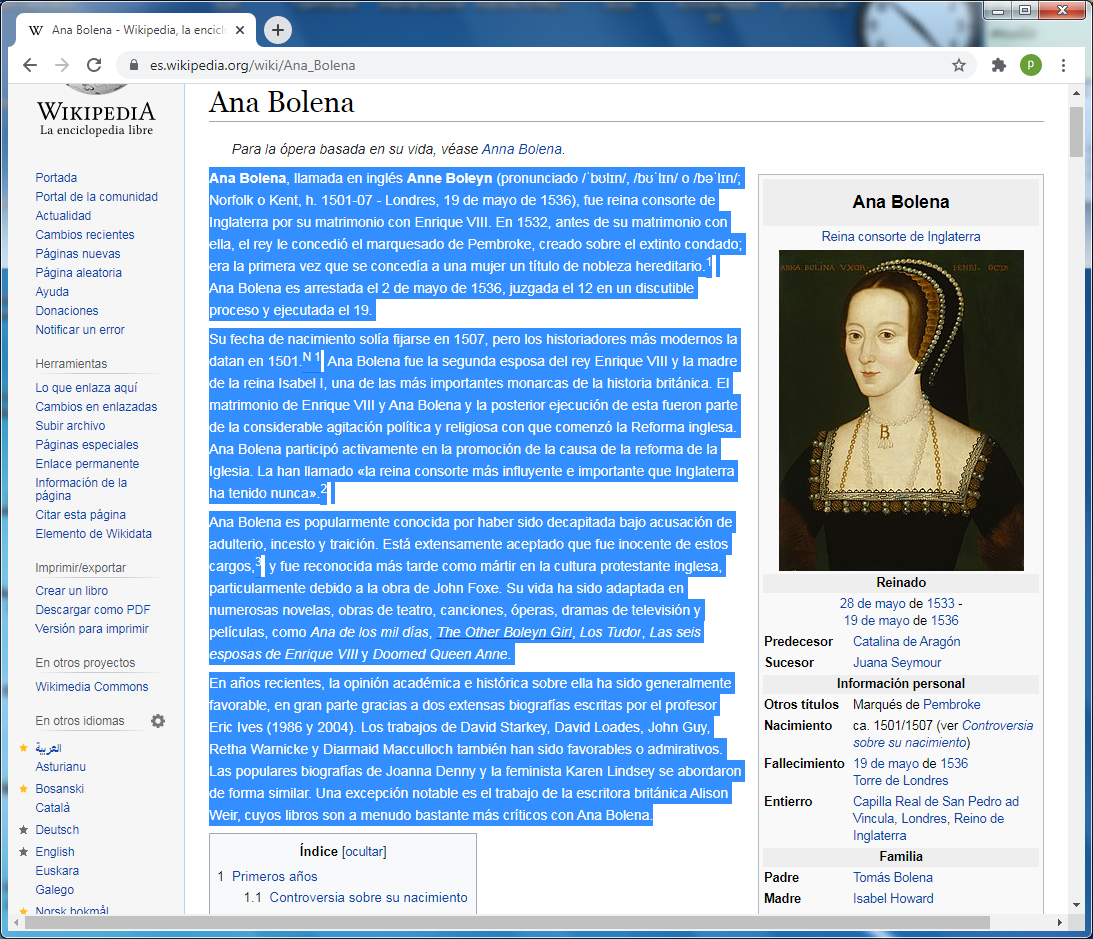 Ana Bolena - Wikipedia, la encicl
es.wikipedia.org/wiki/Ana_Bolena
P
WIKIPEDIA
La enciclopedia libre
Portada
Portal de la comunidad
Actualidad
Cambios recientes
Páginas nuevas
Página aleatoria
Ayuda
Donaciones
Notificar un error
Herramientas
Lo que enlaza aquí
Cambios en enlazadas
Subir archivo
Páginas especiales
Enlace permanente
Información de la
página
Citar esta página
Elemento de Wikidata
Imprimir/exportar
Crear un libro
Descargar como PDF
Versión para imprimir
En otros proyectos
Wikimedia Commons
En otros idiomas
العربية
Asturianu
Bosanski
Català
Deutsch
English
Euskara
Galego
Norsk bokmål
Ana Bolena
Para la ópera basada en su vida, véase Anna Bolena.
Ana Bolena, llamada en inglés Anne Boleyn (pronunciado /ˈbʊlɪn/, /bʊˈlɪn/ o /bəˈlɪn/;
Norfolk o Kent, h. 1501-07 - Londres, 19 de mayo de 1536), fue reina consorte de
Inglaterra por su matrimonio con Enrique VIII. En 1532, antes de su matrimonio con
ella, el rey le concedió el marquesado de Pembroke, creado sobre el extinto condado;
era la primera vez que se concedía a una mujer un título de nobleza hereditario.1
Ana Bolena es arrestada el 2 de mayo de 1536, juzgada el 12 en un discutible
proceso y ejecutada el 19.
Su fecha de nacimiento solía fijarse en 1507, pero los historiadores más modernos la
datan en 1501.N 1 Ana Bolena fue la segunda esposa del rey Enrique VIII y la madre
de la reina Isabel I, una de las más importantes monarcas de la historia británica. El
matrimonio de Enrique VIII y Ana Bolena y la posterior ejecución de esta fueron parte
de la considerable agitación política y religiosa con que comenzó la Reforma inglesa.
Ana Bolena participó activamente en la promoción de la causa de la reforma de la
Iglesia. La han llamado «la reina consorte más influyente e importante que Inglaterra
ha tenido nunca».2
Ana Bolena es popularmente conocida por haber sido decapitada bajo acusación de
adulterio, incesto y traición. Está extensamente aceptado que fue inocente de estos
cargos,3 y fue reconocida más tarde como mártir en la cultura protestante inglesa,
particularmente debido a la obra de John Foxe. Su vida ha sido adaptada en
numerosas novelas, obras de teatro, canciones, óperas, dramas de televisión y
películas, como Ana de los mil días, The Other Boleyn Girl, Los Tudor, Las seis
esposas de Enrique VIII y Doomed Queen Anne.
En años recientes, la opinión académica e histórica sobre ella ha sido generalmente
favorable, en gran parte gracias a dos extensas biografías escritas por el profesor
Eric Ives (1986 y 2004). Los trabajos de David Starkey, David Loades, John Guy,
Retha Warnicke y Diarmaid Macculloch también han sido favorables o admirativos.
Las populares biografías de Joanna Denny y la feminista Karen Lindsey se abordaron
de forma similar. Una excepción notable es el trabajo de la escritora británica Alison
Weir, cuyos libros son a menudo bastante más críticos con Ana Bolena.
Índice [ocultar]
1 Primeros años
1.1 Controversia sobre su nacimiento
Ana Bolena
Reina consorte de Inglaterra
ANNA BOLINA VXOR HENRI OCTA
B
Reinado
28 de mayo de 1533 -
19 de mayo de 1536
Predecesor Catalina de Aragón
Sucesor Juana Seymour
Información personal
Otros títulos Marqués de Pembroke
Nacimiento ca. 1501/1507 (ver Controversia
sobre su nacimiento)
Fallecimiento 19 de mayo de 1536
Torre de Londres
Entierro Capilla Real de San Pedro ad
Vincula, Londres, Reino de
Inglaterra
Familia
Padre Tomás Bolena
Madre Isabel Howard